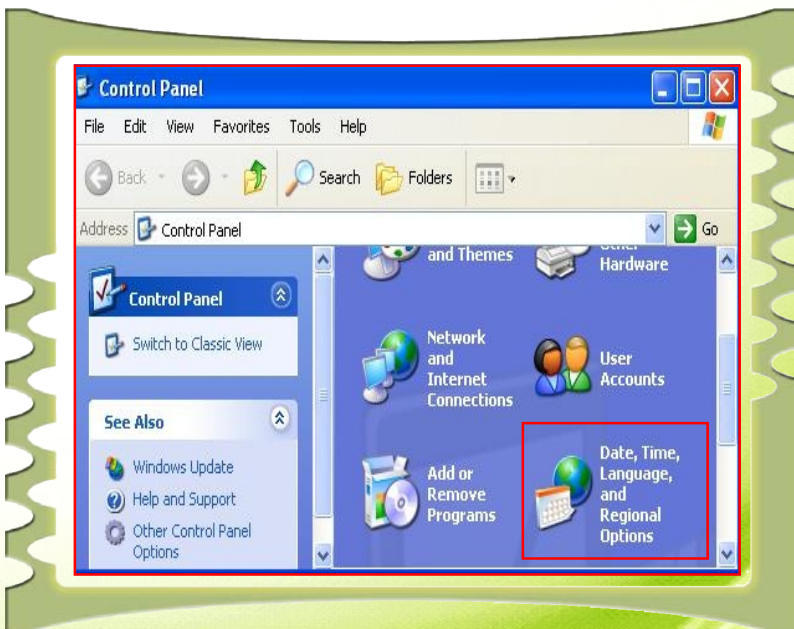 Control Panel
File Edit View Favorites Tools Help
Back Search Folders
Address Control Panel Go
Control Panel
Switch to Classic View
See Also
Windows Update
Help and Support
Other Control Panel
Options
and Themes
Other
Hardware
Network
and
Internet
Connections
User
Accounts
Add or
Remove
Programs
Date, Time,
Language,
and
Regional
Options